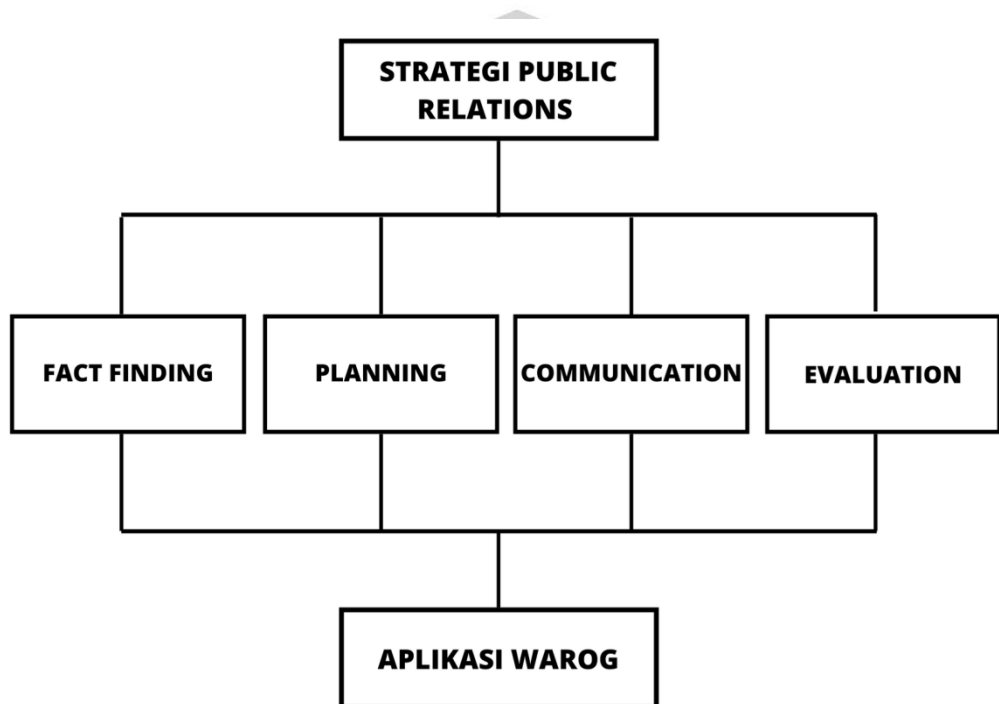 STRATEGI PUBLIC
RELATIONS
FACT FINDING
PLANNING
COMMUNICATION
EVALUATION
APLIKASI WAROG